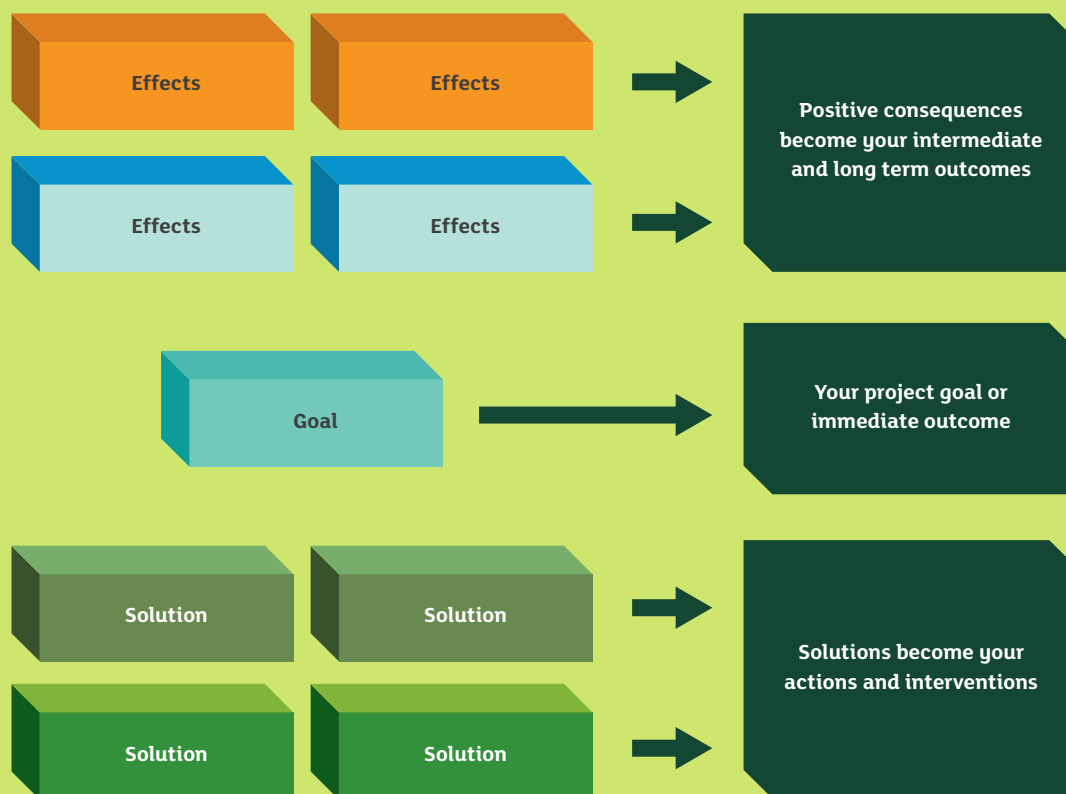 Effects
Effects
Positive consequences
become your intermediate
and long term outcomes
Effects
Effects
Goal
Your project goal or
immediate outcome
Solution
Solution
Solutions become your
actions and interventions
Solution
Solution